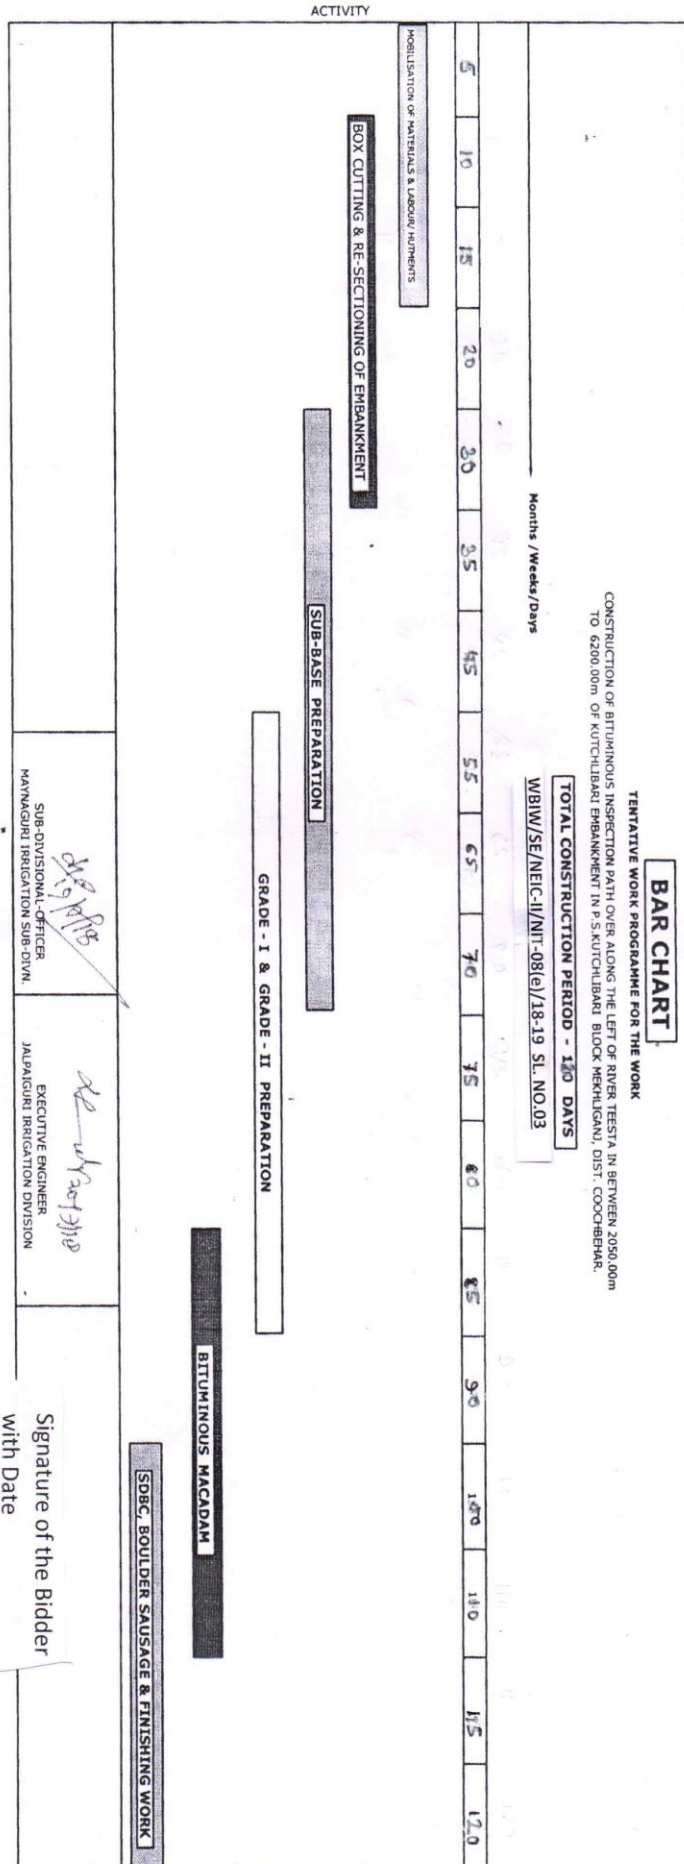 BAR CHART
TENTATIVE WORK PROGRAMME FOR THE WORK
CONSTRUCTION OF BITUMINOUS INSPECTION PATH OVER ALONG THE LEFT OF RIVER TEESTA IN BETWEEN 2050.00m
TO 6200.00m OF KUTCHLIBARI EMBANKMENT IN P.S.KUTCHLIBARI BLOCK MEKHLIGANJ, DIST. COOCHBEHAR.
TOTAL CONSTRUCTION PERIOD - 120 DAYS
WBIW/SE/NEIC-II/NIT-08(e)/18-19 SL. NO.03
Months /Weeks/Days
5 10 15 20 30 35 45 55 65 70 75 80 85 90 100 110 115 120
ACTIVITY
MOBILISATION OF MATERIALS & LABOUR/ HUTMENTS
BOX CUTTING & RE-SECTIONING OF EMBANKMENT
SUB-BASE PREPARATION
GRADE - I & GRADE - II PREPARATION
BITUMINOUS MACADAM
SDBC, BOULDER SAUSAGE & FINISHING WORK
SUB-DIVISIONAL-OFFICER
MAYNAGURI IRRIGATION SUB-DIVN.
EXECUTIVE ENGINEER
JALPAIGURI IRRIGATION DIVISION
Signature of the Bidder
with Date